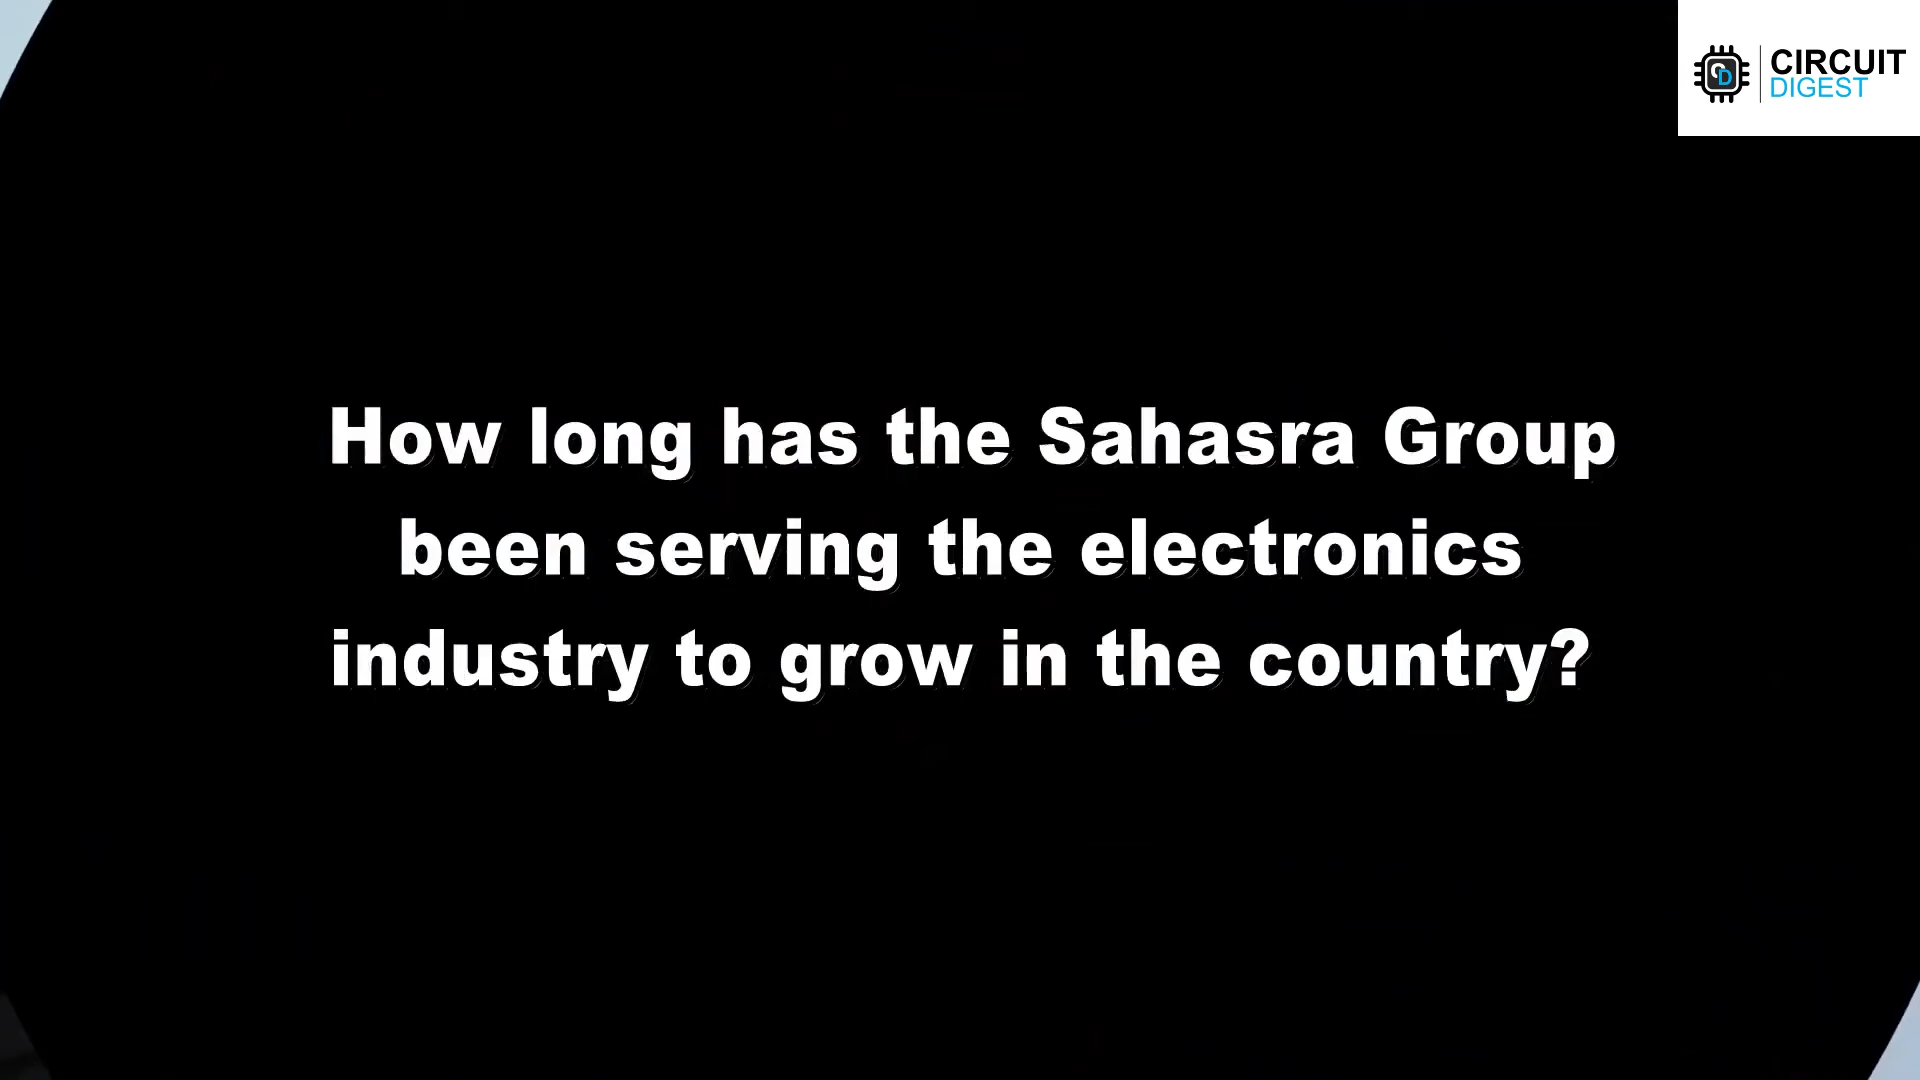 CIRCUIT
DIGEST
How long has the Sahasra Group
been serving the electronics
industry to grow in the country?